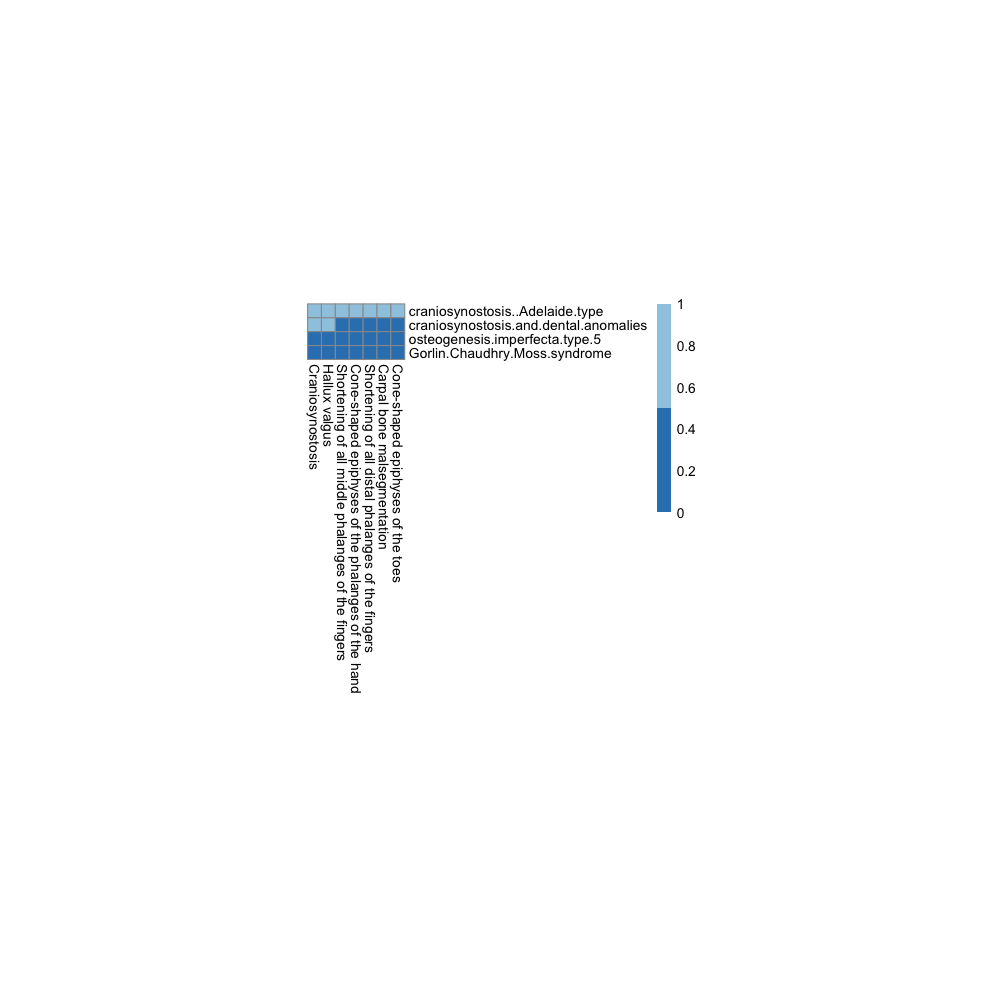 craniosynostosis..Adelaide.type
craniosynostosis.and.dental.anomalies
osteogenesis.imperfecta.type.5
Gorlin.Chaudhry.Moss.syndrome
Craniosynostosis
Hallux valgus
Shortening of all middle phalanges of the fingers
Cone-shaped epiphyses of the phalanges of the hand
Shortening of all distal phalanges of the fingers
Carpal bone malsegmentation
Cone-shaped epiphyses of the toes
1
0.8
0.6
0.4
0.2
0